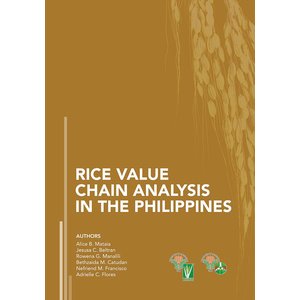 RICE VALUE
CHAIN ANALYSIS
IN THE PHILIPPINES
AUTHORS
Alice B. Mataia
Jesusa C. Beltran
Rowena G. Manalili
Bethzaida M. Catudan
Nefriend M. Francisco
Adrielle C. Flores